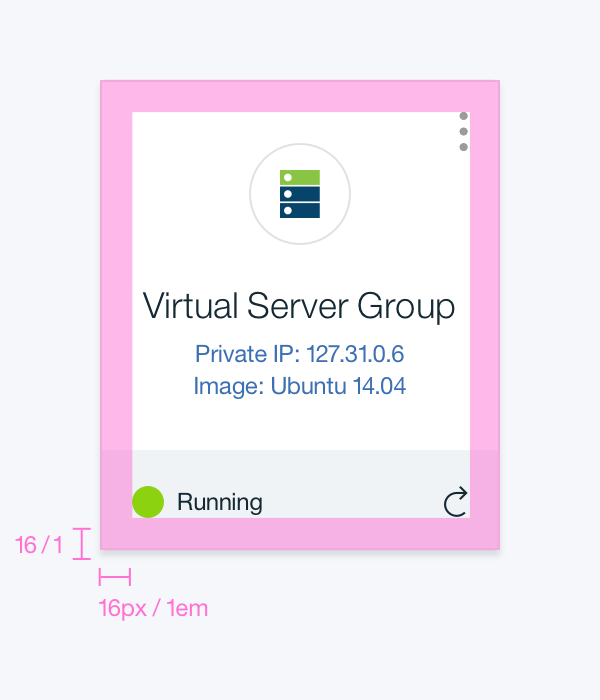 Virtual Server Group
Private IP: 127.31.0.6
Image: Ubuntu 14.04
Running
16 / 1
16px / 1em